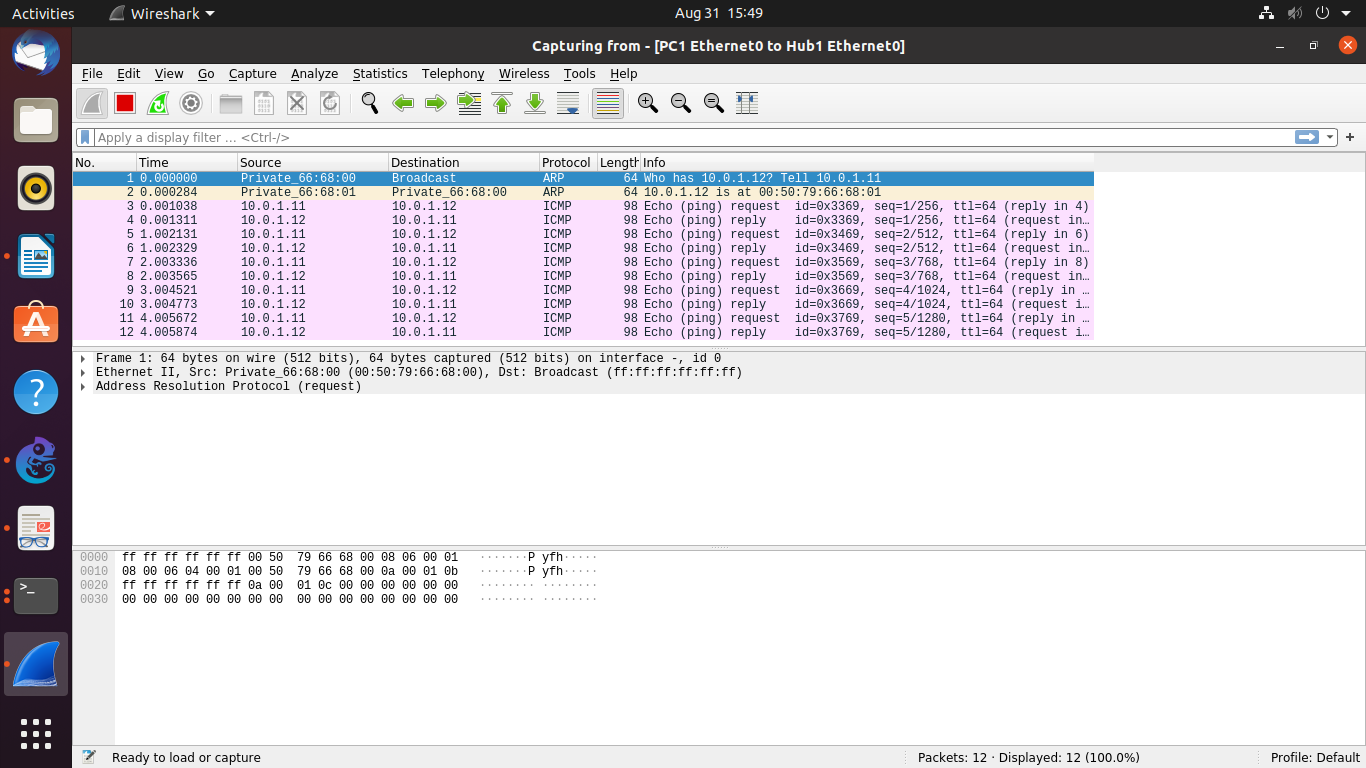 Activities Wireshark Aug 31 15:49
Capturing from - [PC1 Ethernet0 to Hub1 Ethernet0]
File Edit View Go Capture Analyze Statistics Telephony Wireless Tools Help
Apply a display filter … <Ctrl-/>
No. Time Source Destination Protocol Length Info
1 0.000000 Private_66:68:00 Broadcast ARP 64 Who has 10.0.1.12? Tell 10.0.1.11
2 0.000284 Private_66:68:01 Private_66:68:00 ARP 64 10.0.1.12 is at 00:50:79:66:68:01
3 0.001038 10.0.1.11 10.0.1.12 ICMP 98 Echo (ping) request id=0x3369, seq=1/256, ttl=64 (reply in 4)
4 0.001311 10.0.1.12 10.0.1.11 ICMP 98 Echo (ping) reply id=0x3369, seq=1/256, ttl=64 (request in…
5 1.002131 10.0.1.11 10.0.1.12 ICMP 98 Echo (ping) request id=0x3469, seq=2/512, ttl=64 (reply in 6)
6 1.002329 10.0.1.12 10.0.1.11 ICMP 98 Echo (ping) reply id=0x3469, seq=2/512, ttl=64 (request in…
7 2.003336 10.0.1.11 10.0.1.12 ICMP 98 Echo (ping) request id=0x3569, seq=3/768, ttl=64 (reply in 8)
8 2.003565 10.0.1.12 10.0.1.11 ICMP 98 Echo (ping) reply id=0x3569, seq=3/768, ttl=64 (request in…
9 3.004521 10.0.1.11 10.0.1.12 ICMP 98 Echo (ping) request id=0x3669, seq=4/1024, ttl=64 (reply in …
10 3.004773 10.0.1.12 10.0.1.11 ICMP 98 Echo (ping) reply id=0x3669, seq=4/1024, ttl=64 (request i…
11 4.005672 10.0.1.11 10.0.1.12 ICMP 98 Echo (ping) request id=0x3769, seq=5/1280, ttl=64 (reply in …
12 4.005874 10.0.1.12 10.0.1.11 ICMP 98 Echo (ping) reply id=0x3769, seq=5/1280, ttl=64 (request i…
Frame 1: 64 bytes on wire (512 bits), 64 bytes captured (512 bits) on interface -, id 0
Ethernet II, Src: Private_66:68:00 (00:50:79:66:68:00), Dst: Broadcast (ff:ff:ff:ff:ff:ff)
Address Resolution Protocol (request)
0000 ff ff ff ff ff ff 00 50 79 66 68 00 08 06 00 01 ·······P yfh·····
0010 08 00 06 04 00 01 00 50 79 66 68 00 0a 00 01 0b ·······P yfh·····
0020 ff ff ff ff ff ff 0a 00 01 0c 00 00 00 00 00 00 ········ ········
0030 00 00 00 00 00 00 00 00 00 00 00 00 00 00 00 00 ········ ········
Ready to load or capture Packets: 12 · Displayed: 12 (100.0%) Profile: Default